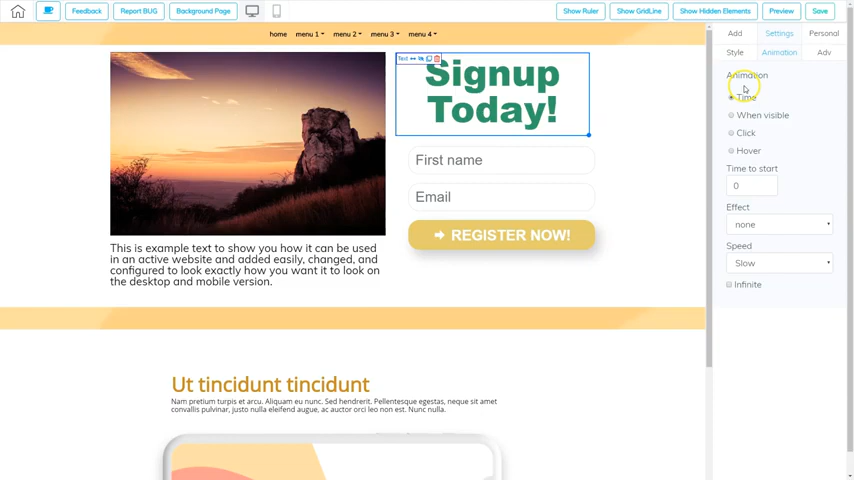 Feedback
Report BUG
Background Page
Show Ruler
Show GridLine
Show Hidden Elements
Preview
Save
home
menu 1
menu 2
menu 3
menu 4
Add
Settings
Personal
Style
Animation
Adv
Text
Signup
Today!
First name
Email
REGISTER NOW!
This is example text to show you how it can be used
in an active website and added easily, changed, and
configured to look exactly how you want it to look on
the desktop and mobile version.
Animation
Time
When visible
Click
Hover
Time to start
0
Effect
none
Speed
Slow
Infinite
Ut tincidunt tincidunt
Nam pretium turpis et arcu. Aliquam eu nunc. Sed hendrerit. Pellentesque egestas, neque sit amet
convallis pulvinar, justo nulla eleifend augue, ac auctor orci leo non est. Nunc nulla.